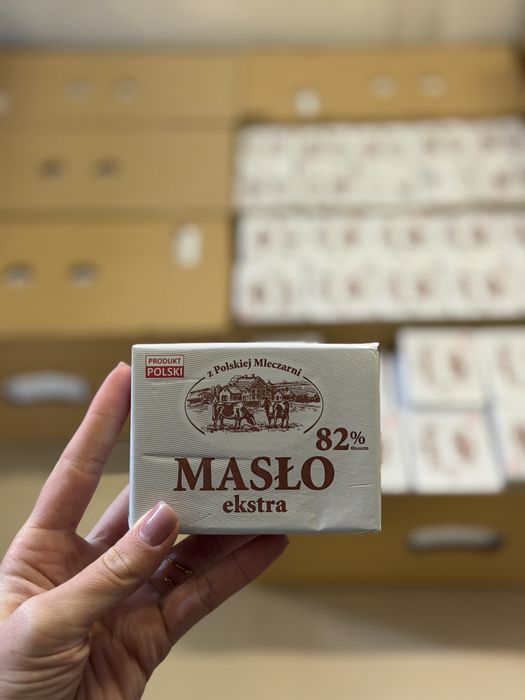 PRODUKT
POLSKI
z Polskiej Mleczarni
82%
tłuszczu
MASŁO
ekstra